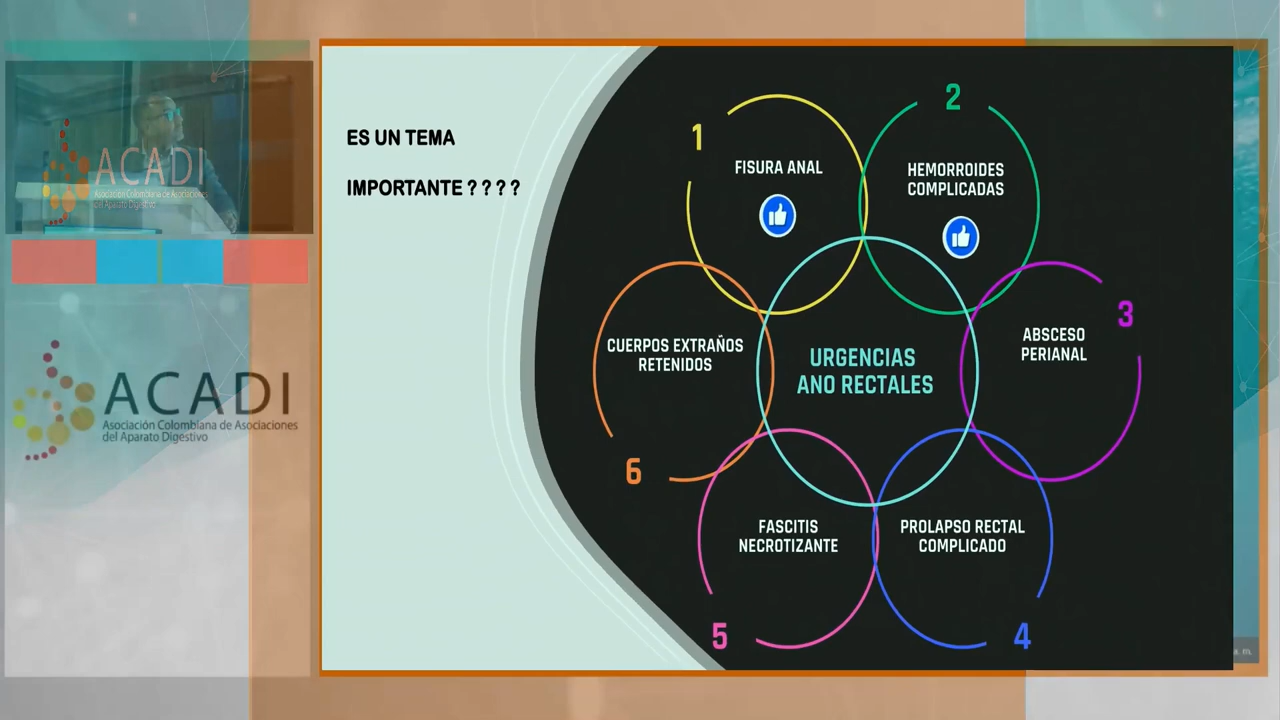 ACADI
Asociación Colombiana de Asociaciones
del Aparato Digestivo
ACADI
Asociación Colombiana de Asociaciones
del Aparato Digestivo
ES UN TEMA
IMPORTANTE ? ? ? ?
1
FISURA ANAL
2
HEMORROIDES
COMPLICADAS
3
ABSCESO
PERIANAL
CUERPOS EXTRAÑOS
RETENIDOS
6
URGENCIAS
ANO RECTALES
FASCITIS
NECROTIZANTE
5
PROLAPSO RECTAL
COMPLICADO
4